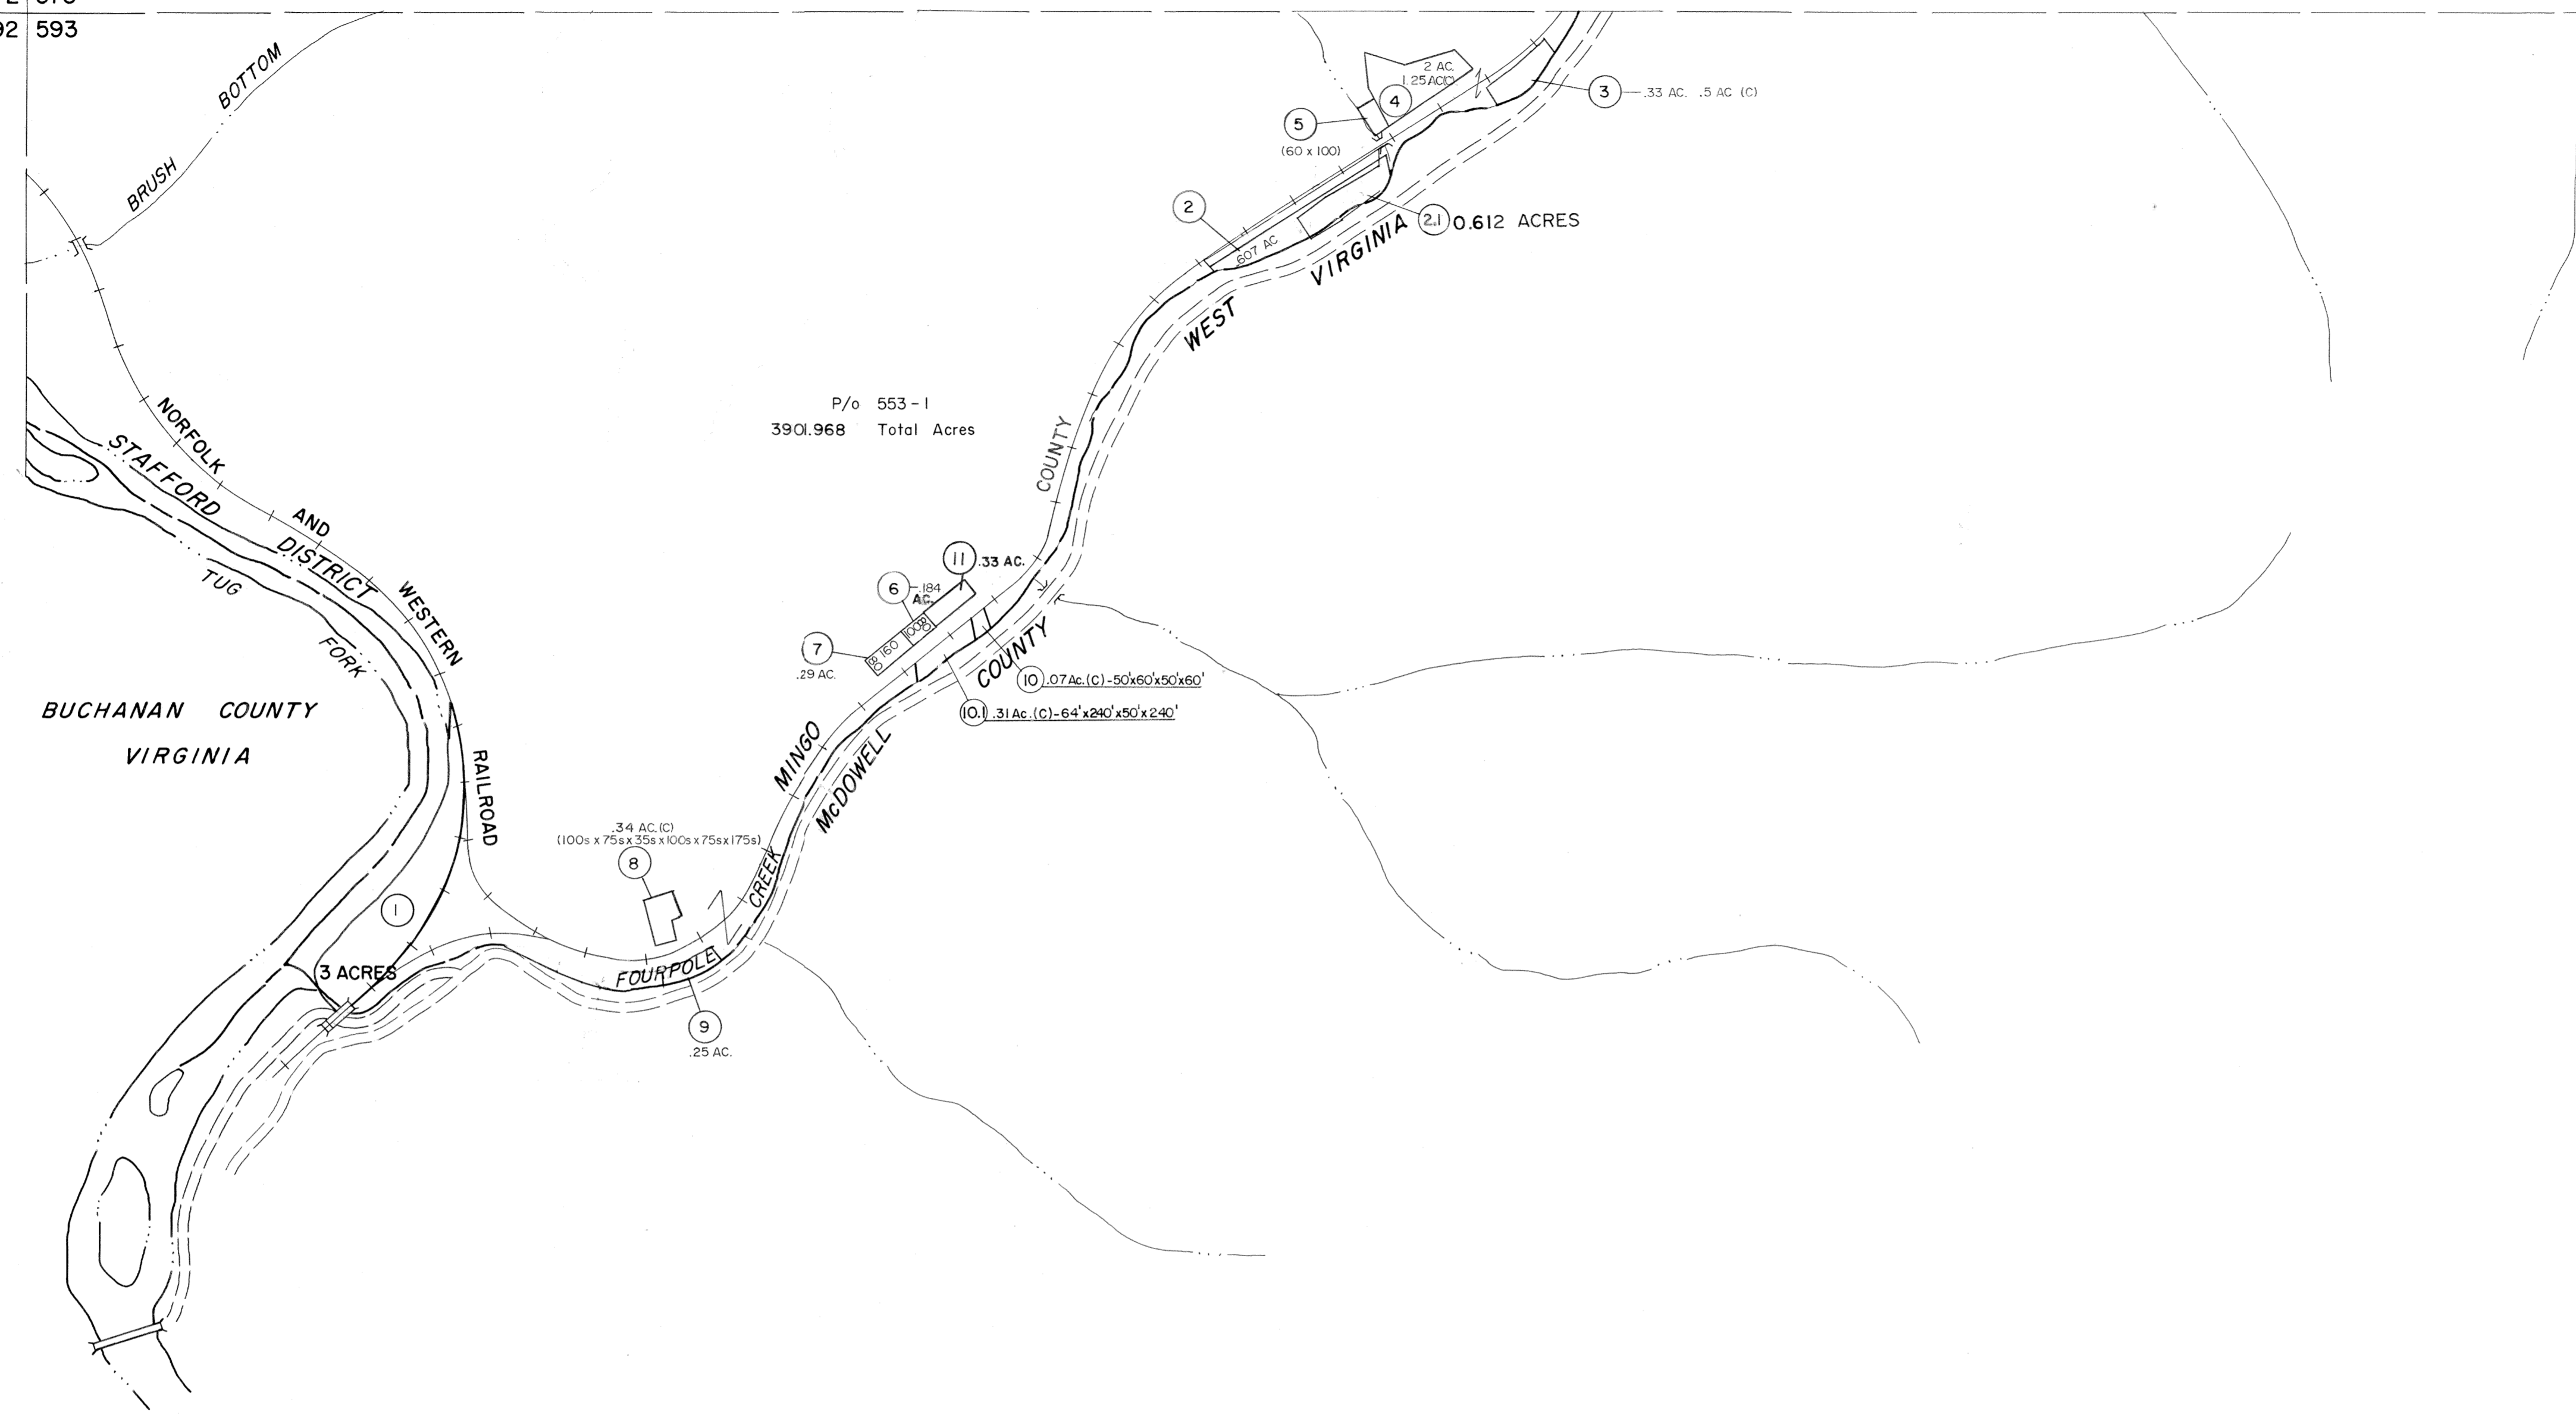 593
BRUSH BOTTOM
2 AC.
1.25 AC(C)
4
3 .33 AC. .5 AC (C)
5
(60 x 100)
2
.607 AC
2.1 0.612 ACRES
WEST VIRGINIA
P/o 553-1
3901.968 Total Acres
NORFOLK AND WESTERN RAILROAD
STAFFORD DISTRICT
TUG FORK
MINGO COUNTY
McDOWELL COUNTY
11 .33 AC.
6 .184
AC.
100 80
7 80 160
.29 AC.
10 .07 Ac.(C)-50'x60'x50'x60'
10.1 .31 Ac.(C)-64'x240'x50'x240'
BUCHANAN COUNTY
VIRGINIA
.34 AC.(C)
(100s x 75s x 35s x 100s x 75s x 175s)
8
1
3 ACRES
FOURPOLE CREEK
9
.25 AC.